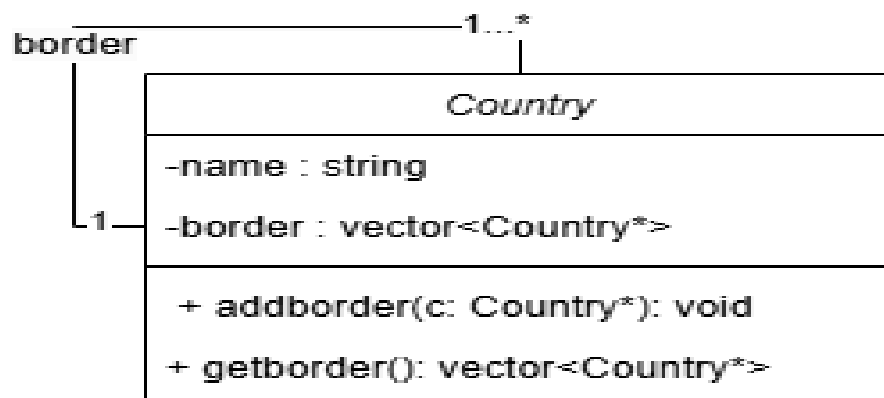 1...*
border
Country
-name : string
-border : vector<Country*>
1
+ addborder(c: Country*): void
+ getborder(): vector<Country*>